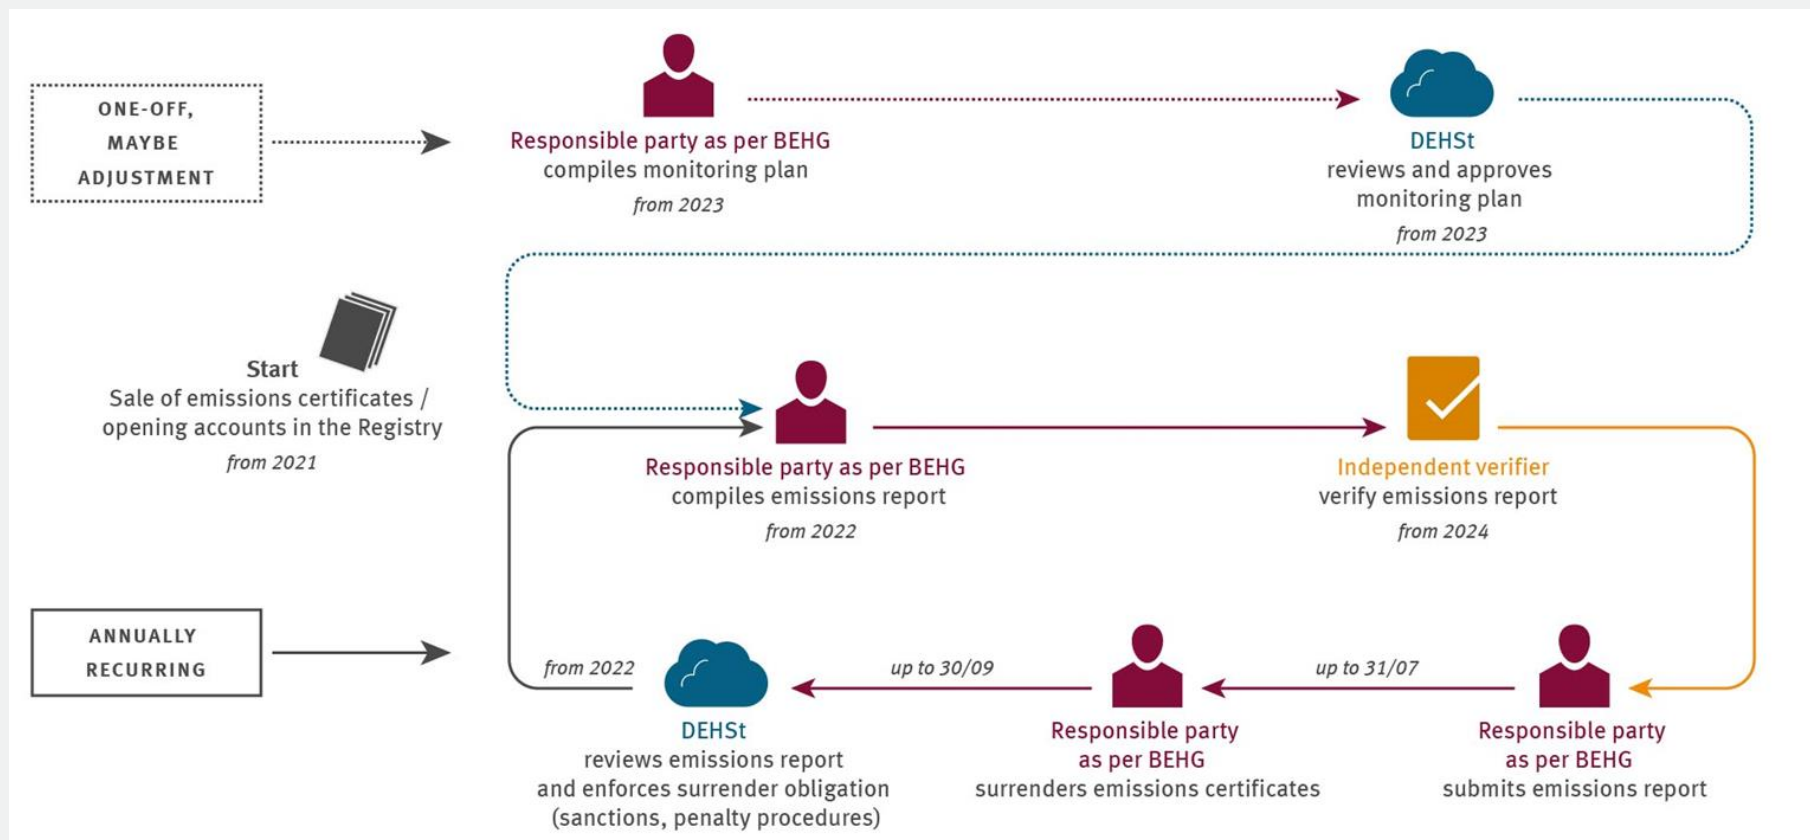 ONE-OFF,
MAYBE
ADJUSTMENT
Responsible party as per BEHG
compiles monitoring plan
from 2023
DEHSt
reviews and approves
monitoring plan
from 2023
Start
Sale of emissions certificates /
opening accounts in the Registry
from 2021
Responsible party as per BEHG
compiles emissions report
from 2022
Independent verifier
verify emissions report
from 2024
ANNUALLY
RECURRING
from 2022
DEHSt
reviews emissions report
and enforces surrender obligation
(sanctions, penalty procedures)
up to 30/09
Responsible party
as per BEHG
surrenders emissions certificates
up to 31/07
Responsible party
as per BEHG
submits emissions report